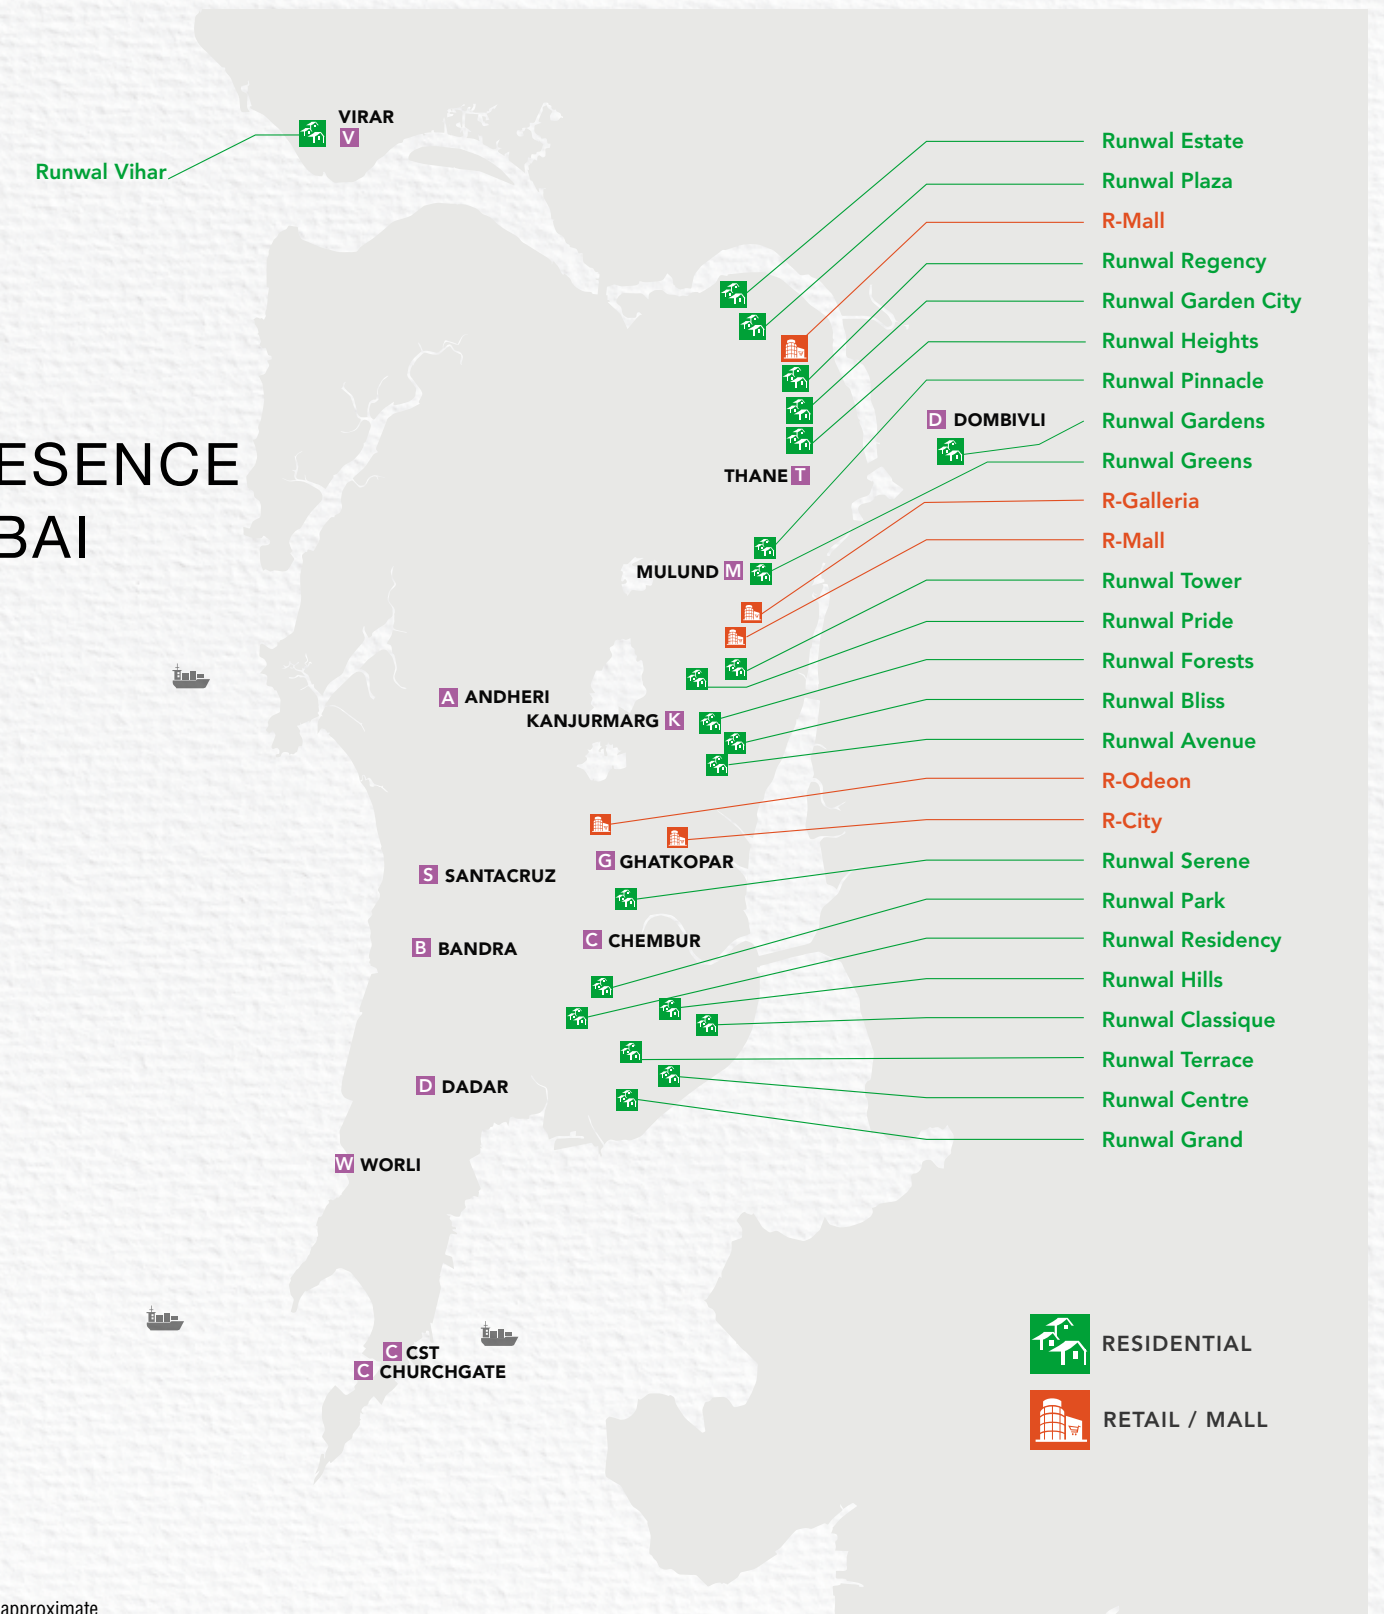 VIRAR
V
Runwal Vihar
Runwal Estate
Runwal Plaza
R-Mall
Runwal Regency
Runwal Garden City
Runwal Heights
Runwal Pinnacle
D DOMBIVLI
Runwal Gardens
Runwal Greens
THANE T
ESENCE
BAI
R-Galleria
R-Mall
MULUND M
Runwal Tower
Runwal Pride
Runwal Forests
A ANDHERI
KANJURMARG K
Runwal Bliss
Runwal Avenue
R-Odeon
R-City
G GHATKOPAR
S SANTACRUZ
Runwal Serene
Runwal Park
B BANDRA
C CHEMBUR
Runwal Residency
Runwal Hills
Runwal Classique
Runwal Terrace
D DADAR
Runwal Centre
Runwal Grand
W WORLI
C CST
C CHURCHGATE
RESIDENTIAL
RETAIL / MALL
approximate